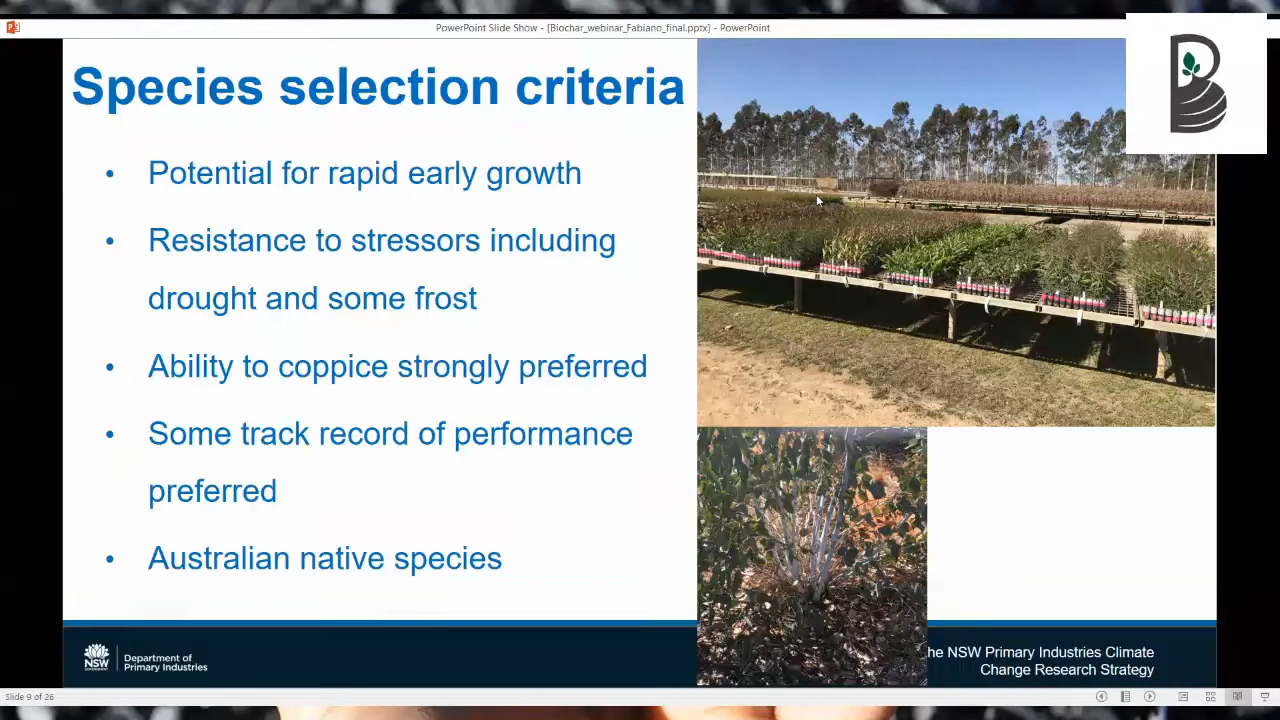 PowerPoint Slide Show - [Biochar_webinar_Fabiano_final.pptx] - PowerPoint
Species selection criteria
• Potential for rapid early growth
• Resistance to stressors including
drought and some frost
• Ability to coppice strongly preferred
• Some track record of performance
preferred
• Australian native species
NSW
GOVERNMENT
Department of
Primary Industries
he NSW Primary Industries Climate
Change Research Strategy
Slide 9 of 26